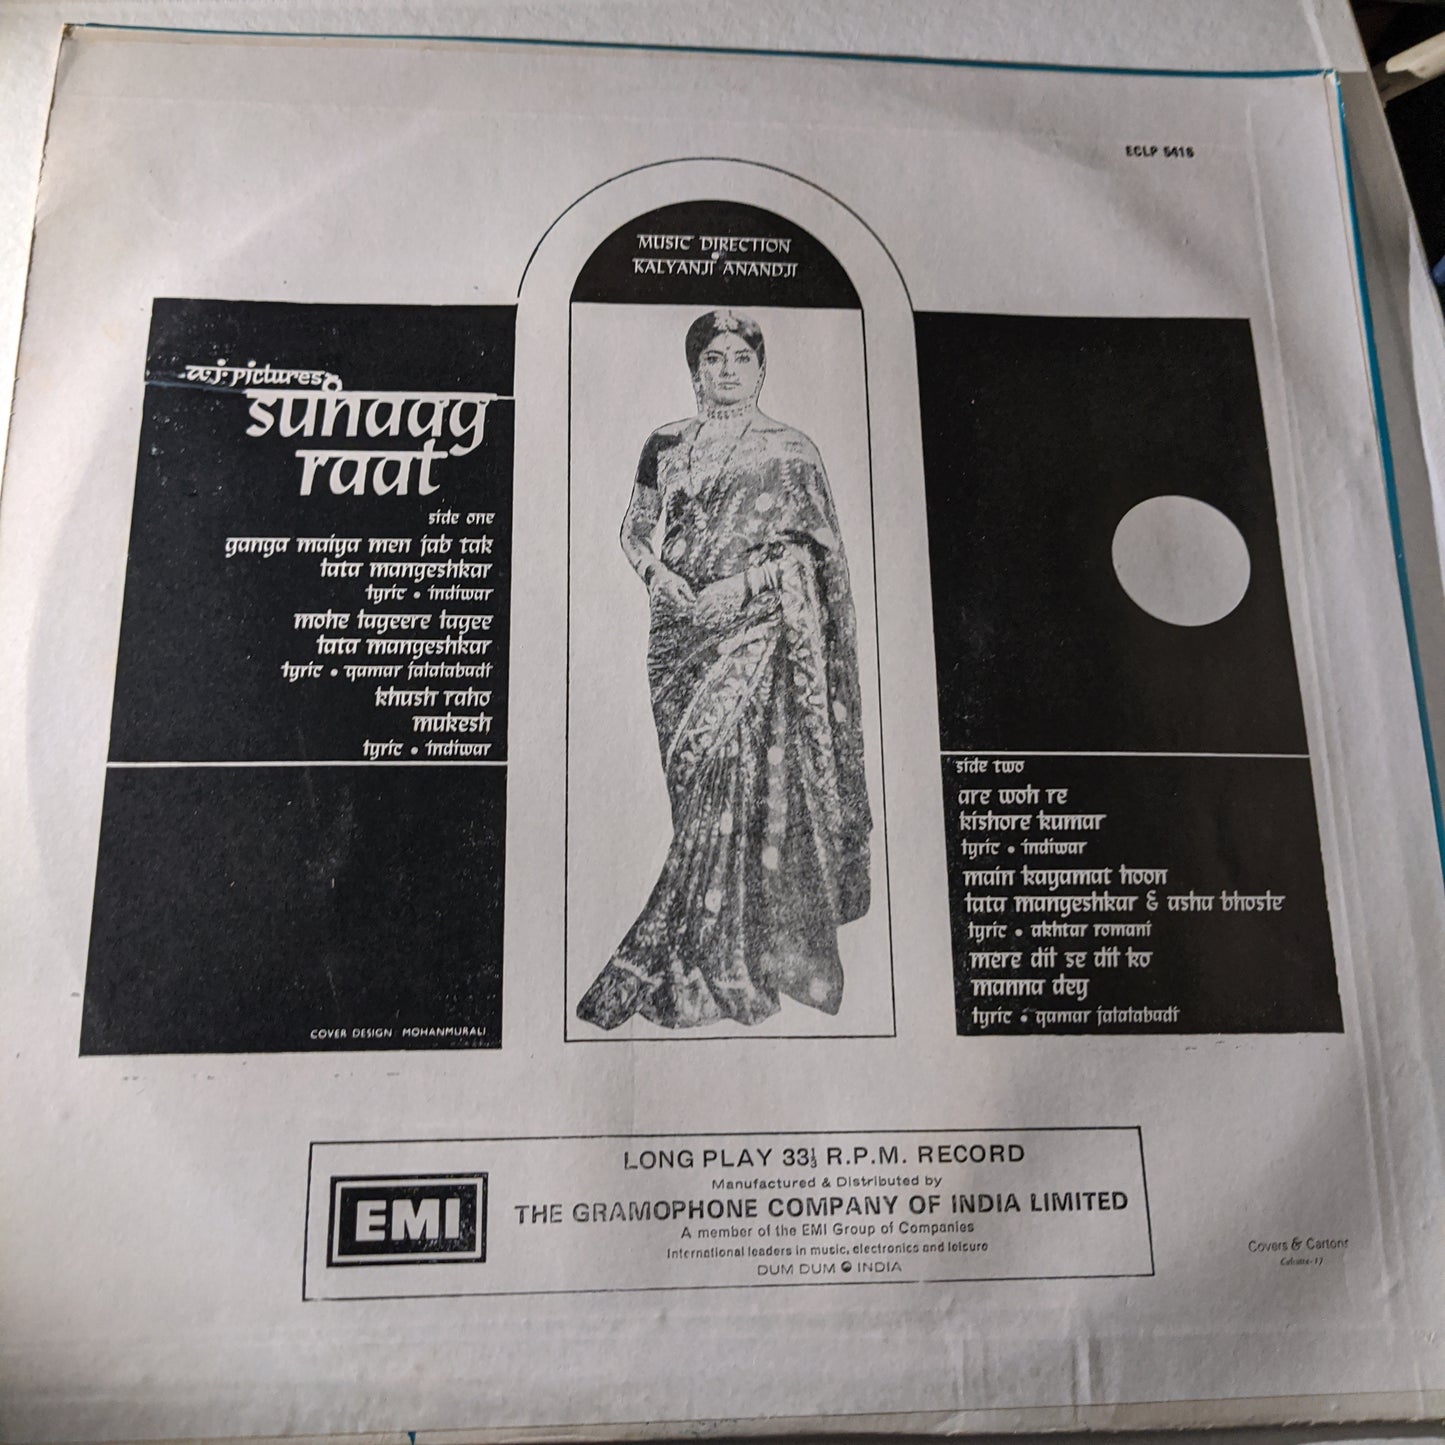 ECLP 5416
MUSIC DIRECTION
KALYANJI ANANDJI
a.j. pictures
suhaag
raat
side one
ganga maiya men jab tak
lata mangeshkar
lyric • indiwar
mohe lageere lagee
lata mangeshkar
lyric • qamar jalalabadi
khush raho
mukesh
lyric • indiwar
COVER DESIGN MOHANMURALI
side two
are woh re
kishore kumar
lyric • indiwar
main kayamat hoon
lata mangeshkar & asha bhosle
lyric • akhtar romani
mere dil se dil ko
manna dey
lyric • qamar jalalabadi
EMI
LONG PLAY 33⅓ R.P.M. RECORD
Manufactured & Distributed by
THE GRAMOPHONE COMPANY OF INDIA LIMITED
A member of the EMI Group of Companies
International leaders in music, electronics and leisure
DUM DUM INDIA
Covers & Cartons
Calcutta-17